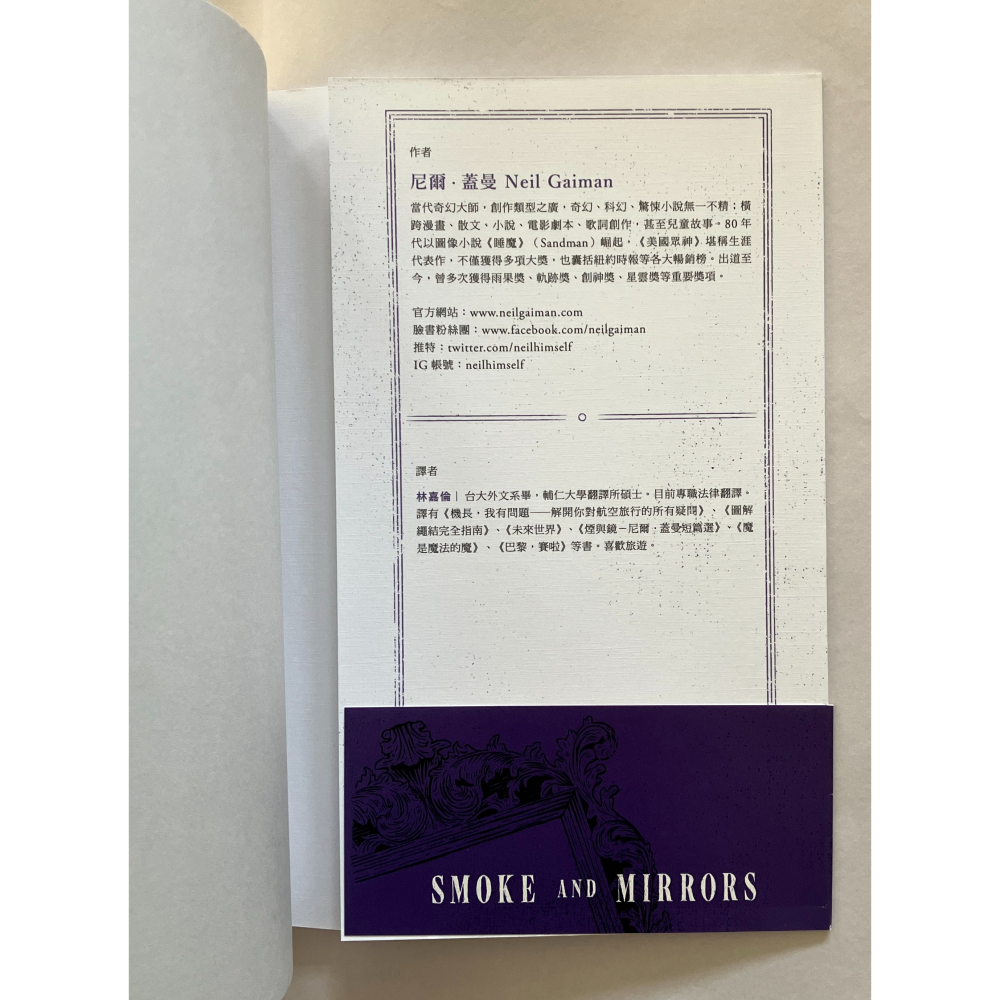 作者
尼爾．蓋曼 Neil Gaiman
當代奇幻大師，創作類型之廣，奇幻、科幻、驚悚小說無一不精；橫
跨漫畫、散文、小說、電影劇本、歌詞創作，甚至兒童故事。80 年
代以圖像小說《睡魔》（Sandman）崛起，《美國眾神》堪稱生涯
代表作，不僅獲得多項大獎，也囊括紐約時報等各大暢銷榜。出道至
今，曾多次獲得雨果獎、軌跡獎、創神獎、星雲獎等重要獎項。
官方網站：www.neilgaiman.com
臉書粉絲團：www.facebook.com/neilgaiman
推特：twitter.com/neilhimself
IG 帳號：neilhimself
譯者
林嘉倫｜台大外文系畢，輔仁大學翻譯所碩士。目前專職法律翻譯。
譯有《機長，我有問題──解開你對航空旅行的所有疑問》、《圖解
繩結完全指南》、《未來世界》、《煙與鏡－尼爾．蓋曼短篇選》。《魔
是魔法的魔》、《巴黎，賽啦》等書。喜歡旅遊。
SMOKE AND MIRRORS